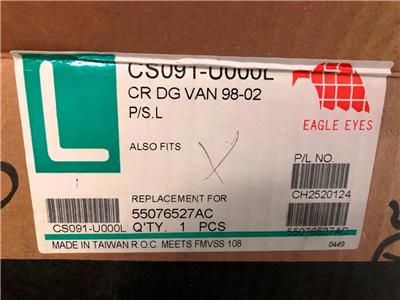 L
CS091-U000L
CR DG VAN 98-02
P/S.L
EAGLE EYES
ALSO FITS
P/L NO
CH2520124
REPLACEMENT FOR
55076527AC
CS091-U000L
Q'TY. 1 PCS
55076527AC
MADE IN TAIWAN R.O.C. MEETS FMVSS 108
0449